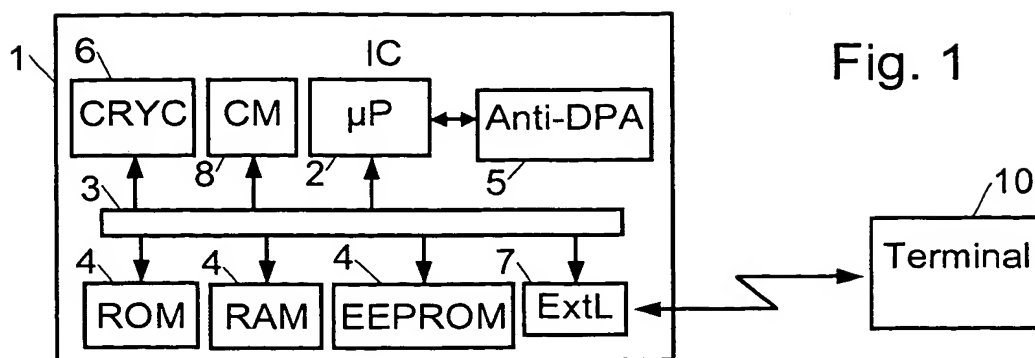 1
6
IC
Fig. 1
CRYC
CM
µP
Anti-DPA
8
2
5
3
10
Terminal
4
4
4
7
ROM
RAM
EEPROM
ExtL